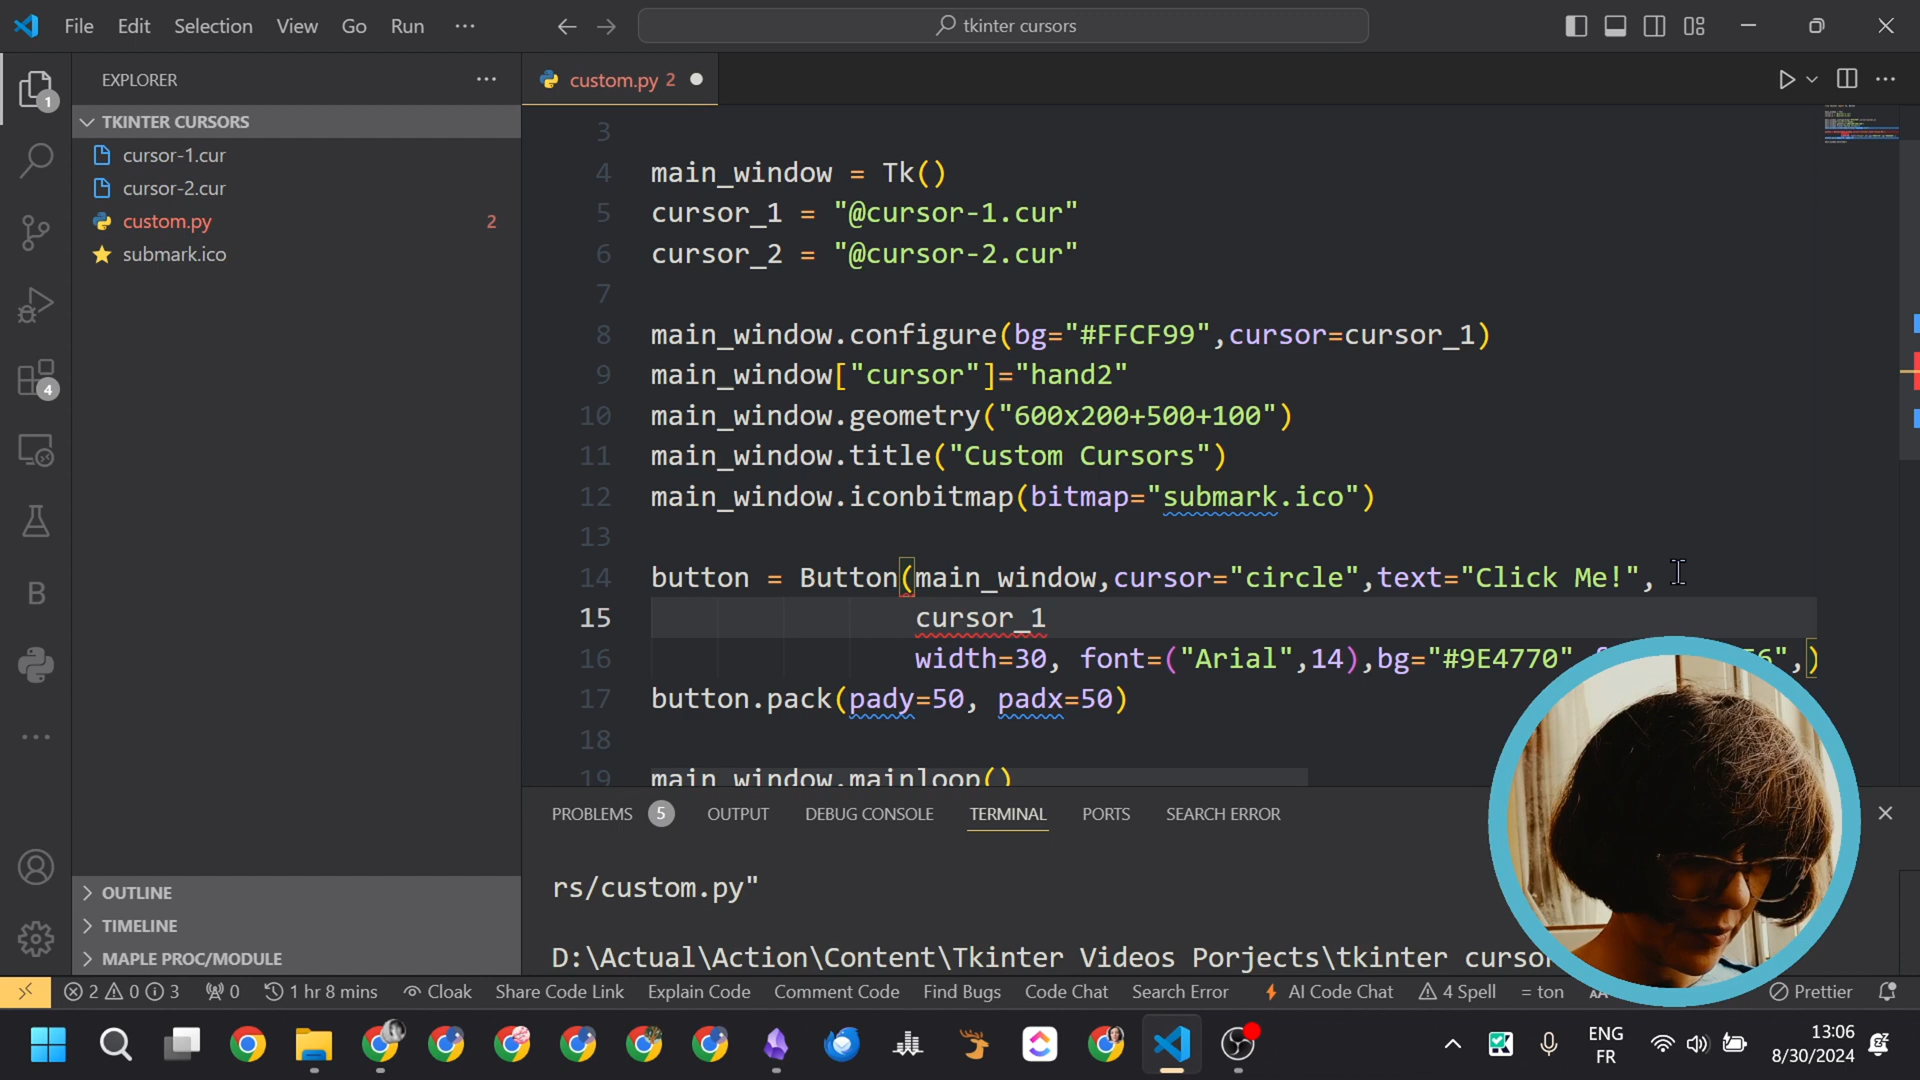 File Edit Selection View Go Run ···
tkinter cursors
EXPLORER
TKINTER CURSORS
cursor-1.cur
cursor-2.cur
custom.py 2
submark.ico
OUTLINE
TIMELINE
MAPLE PROC/MODULE
1
4
B
custom.py 2
3
4 main_window = Tk()
5 cursor_1 = "@cursor-1.cur"
6 cursor_2 = "@cursor-2.cur"
7
8 main_window.configure(bg="#FFCF99",cursor=cursor_1)
9 main_window["cursor"]="hand2"
10 main_window.geometry("600x200+500+100")
11 main_window.title("Custom Cursors")
12 main_window.iconbitmap(bitmap="submark.ico")
13
14 button = Button(main_window,cursor="circle",text="Click Me!",
15 cursor_1
16 width=30, font=("Arial",14),bg="#9E4770" ",)
17 button.pack(pady=50, padx=50)
18
19 main_window.mainloop()
PROBLEMS 5 OUTPUT DEBUG CONSOLE TERMINAL PORTS SEARCH ERROR
rs/custom.py"
D:\Actual\Action\Content\Tkinter Videos Porjects\tkinter
2 0 3 0 1 hr 8 mins Cloak Share Code Link Explain Code Comment Code Find Bugs Code Chat Search Error AI Code Chat 4 Spell = ton Prettier
ENG
FR
13:06
8/30/2024